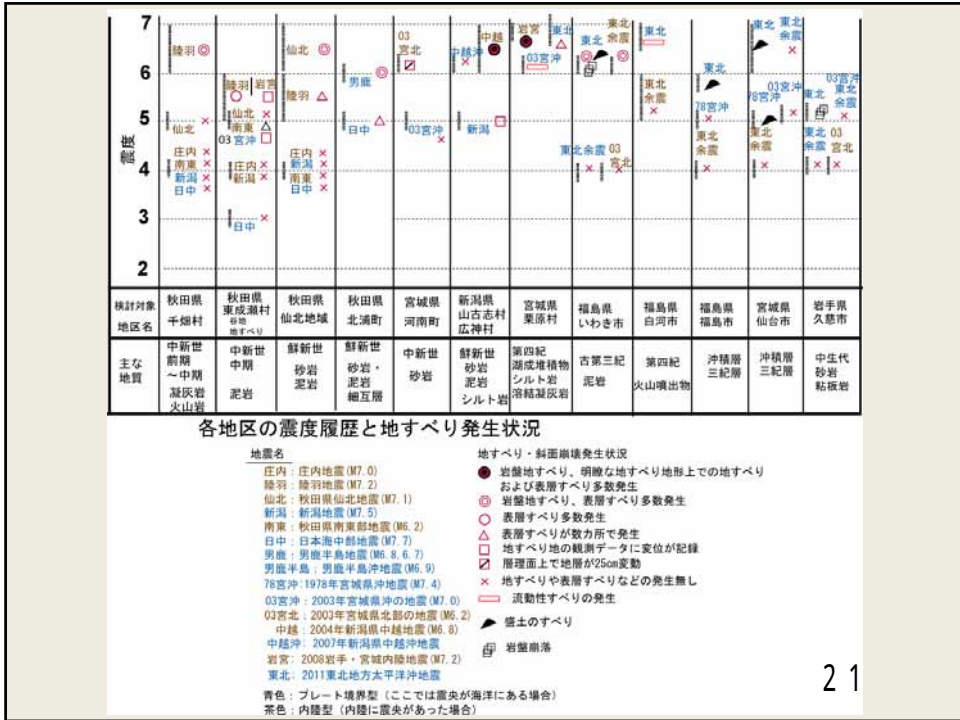 7
6
5
4
3
2
震度
陸羽
仙北
庄内
南東
新潟
日中
陸羽 岩宮
仙北
南東
03
宮沖
庄内
新潟
日中
仙北
陸羽
庄内
新潟
南東
日中
男鹿
日中
03
宮北
03宮沖
中越沖
中越
新潟
岩宮
東北
03宮沖
東北
東北
余震
東北余震
03
宮北
東北
東北
余震
東北
78宮沖
東北
余震
東北
東北
余震
03宮沖
78宮沖
東北
余震
03宮沖
東北
東北
余震
東北
余震
03
宮北
検討対象
地区名
秋田県
千畑村
秋田県
東成瀬村
谷地
地すべり
秋田県
仙北地域
秋田県
北浦町
宮城県
河南町
新潟県
山古志村
広神村
宮城県
栗原村
福島県
いわき市
福島県
白河市
福島県
福島市
宮城県
仙台市
岩手県
久慈市
主な
地質
中新世
前期
～中期
凝灰岩
火山岩
中新世
中期
泥岩
鮮新世
砂岩
泥岩
鮮新世
砂岩・
泥岩
細互層
中新世
砂岩
鮮新世
砂岩
泥岩
シルト岩
第四紀
湖成堆積物
シルト岩
溶結凝灰岩
古第三紀
泥岩
第四紀
火山噴出物
沖積層
三紀層
沖積層
三紀層
中生代
砂岩
粘板岩
各地区の震度履歴と地すべり発生状況
地震名
庄内：庄内地震(M7.0)
陸羽：陸羽地震(M7.2)
仙北：秋田県仙北地震(M7.1)
新潟：新潟地震(M7.5)
南東：秋田県南東部地震(M6.2)
日中：日本海中部地震(M7.7)
男鹿：男鹿半島地震(M6.8,6.7)
男鹿半島：男鹿半島沖地震(M6.9)
78宮沖：1978年宮城県沖地震(M7.4)
03宮沖：2003年宮城県沖の地震(M7.0)
03宮北：2003年宮城県北部の地震(M6.2)
中越：2004年新潟県中越地震(M6.8)
中越沖：2007年新潟県中越沖地震
岩宮：2008岩手・宮城内陸地震(M7.2)
東北：2011東北地方太平洋沖地震
青色：プレート境界型（ここでは震央が海洋にある場合）
茶色：内陸型（内陸に震央があった場合）
地すべり・斜面崩壊発生状況
岩盤地すべり、明瞭な地すべり地形上での地すべり
および表層すべり多数発生
岩盤地すべり、表層すべり多数発生
表層すべり多数発生
表層すべりが数カ所で発生
地すべり地の観測データに変位が記録
層理面上で地層が25cm変動
地すべりや表層すべりなどの発生無し
流動性すべりの発生
盛土のすべり
岩盤崩落
21